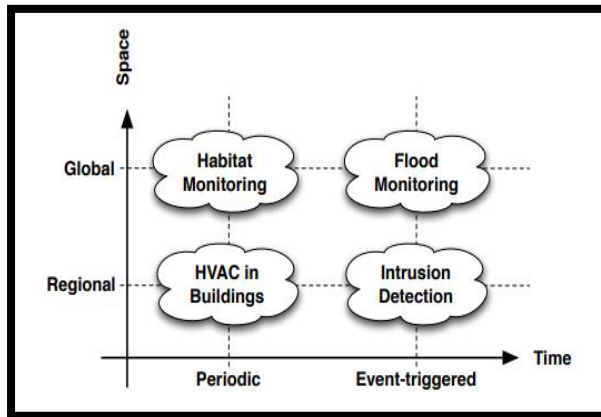 Space
Global
Habitat
Monitoring
Flood
Monitoring
Regional
HVAC in
Buildings
Intrusion
Detection
Time
Periodic
Event-triggered